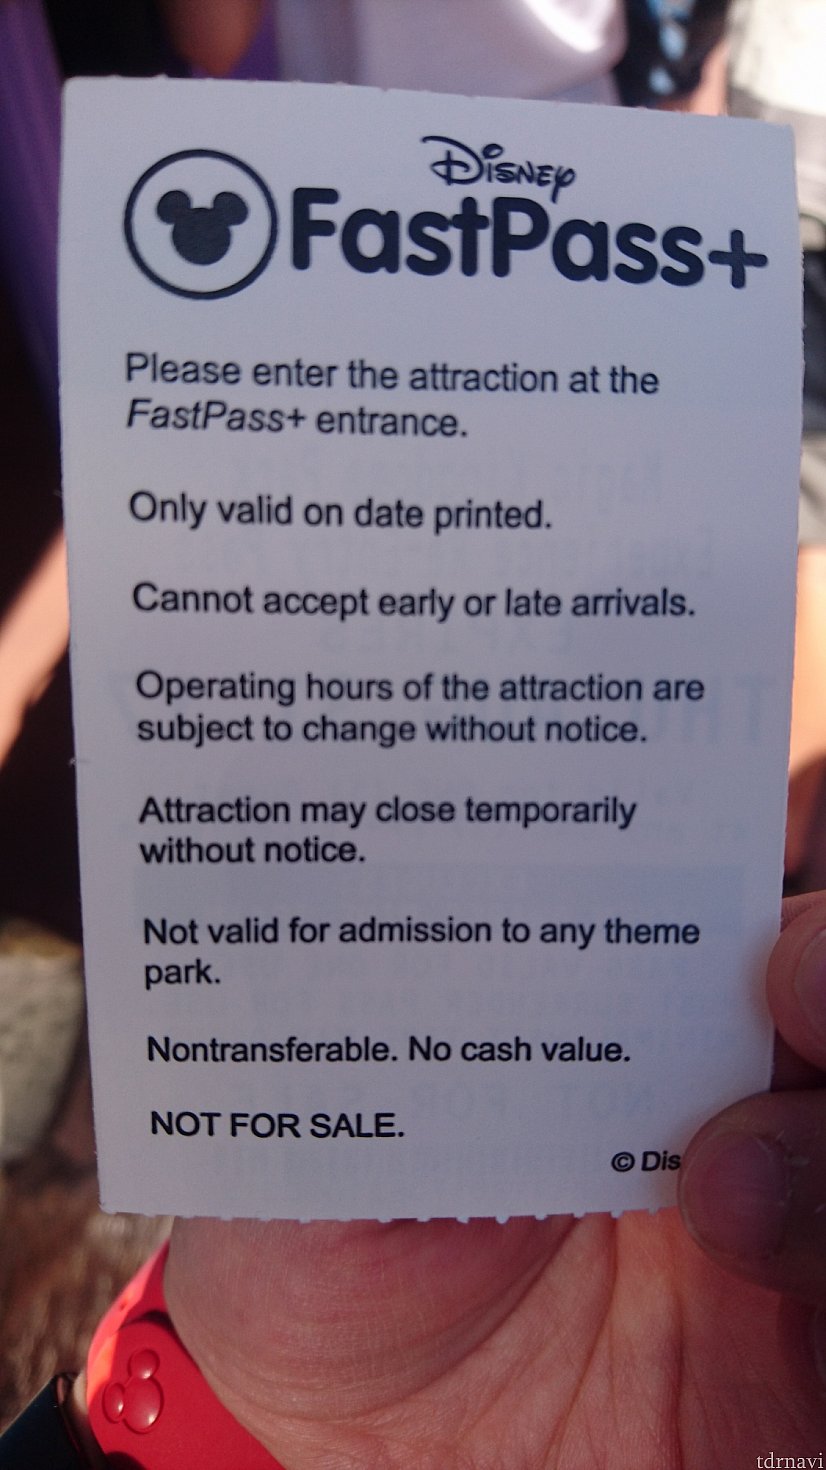 Disney
FastPass+
Please enter the attraction at the
FastPass+ entrance.
Only valid on date printed.
Cannot accept early or late arrivals.
Operating hours of the attraction are
subject to change without notice.
Attraction may close temporarily
without notice.
Not valid for admission to any theme
park.
Nontransferable. No cash value.
NOT FOR SALE.
© Dis
tdrnavi